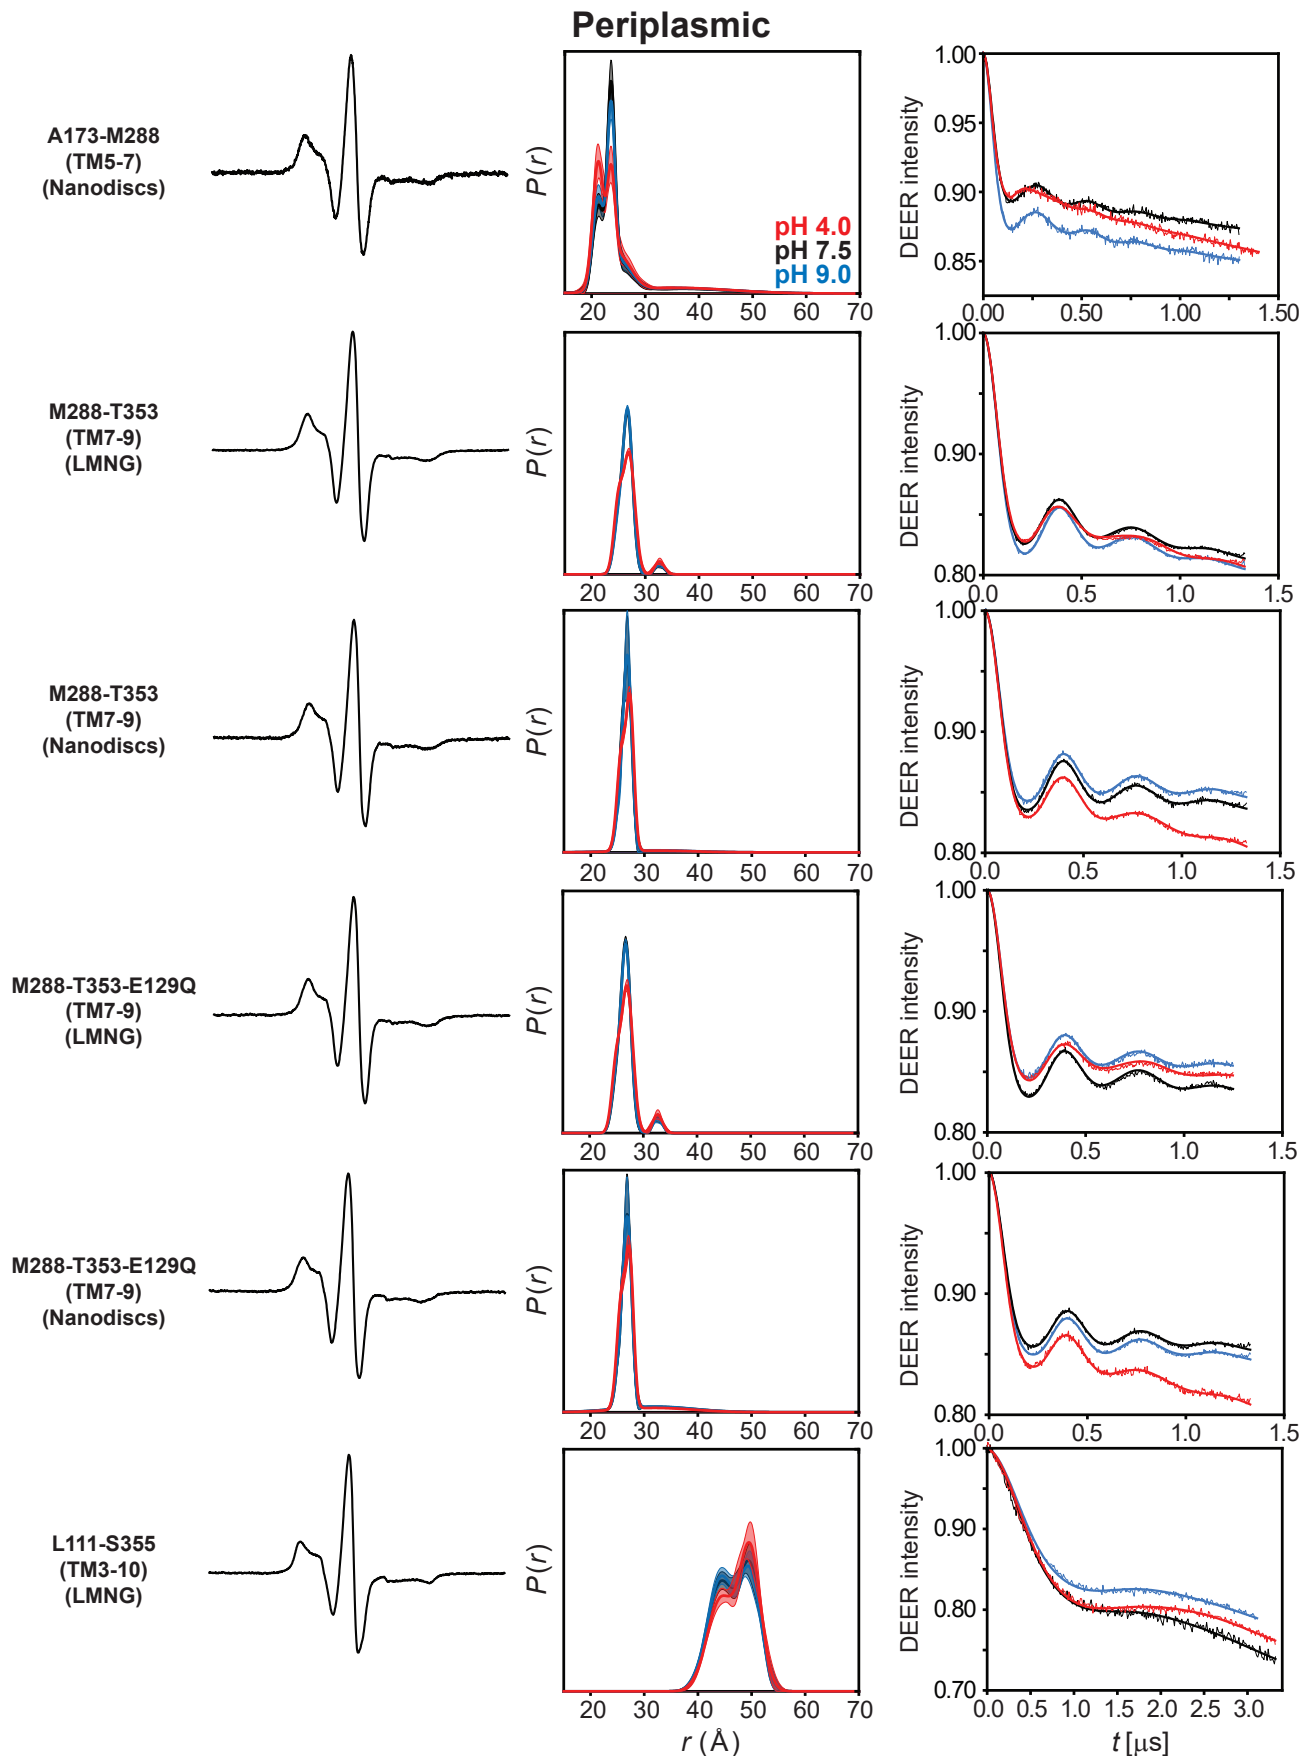 Periplasmic
A173-M288
(TM5-7)
(Nanodiscs)
P(r)
pH 4.0
pH 7.5
pH 9.0
20 30 40 50 60 70
DEER intensity
1.00
0.95
0.90
0.85
0.00 0.50 1.00 1.50
M288-T353
(TM7-9)
(LMNG)
P(r)
20 30 40 50 60 70
DEER intensity
1.00
0.90
0.80
0.0 0.5 1.0 1.5
M288-T353
(TM7-9)
(Nanodiscs)
P(r)
20 30 40 50 60 70
DEER intensity
1.00
0.90
0.80
0.0 0.5 1.0 1.5
M288-T353-E129Q
(TM7-9)
(LMNG)
P(r)
20 30 40 50 60 70
DEER intensity
1.00
0.90
0.80
0.0 0.5 1.0 1.5
M288-T353-E129Q
(TM7-9)
(Nanodiscs)
P(r)
20 30 40 50 60 70
DEER intensity
1.00
0.90
0.80
0.0 0.5 1.0 1.5
L111-S355
(TM3-10)
(LMNG)
P(r)
20 30 40 50 60 70
r (Å)
DEER intensity
1.00
0.90
0.80
0.70
0.0 0.5 1.0 1.5 2.0 2.5 3.0
t [µs]